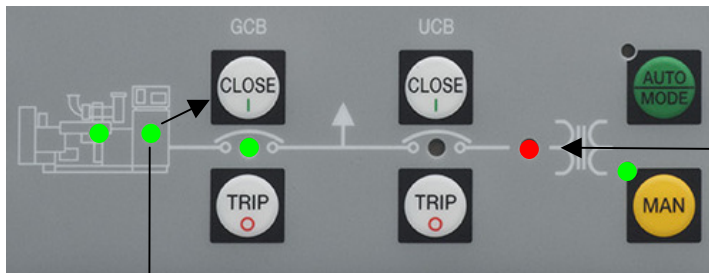 GCB
UCB
CLOSE
CLOSE
AUTO
MODE
TRIP
TRIP
MAN